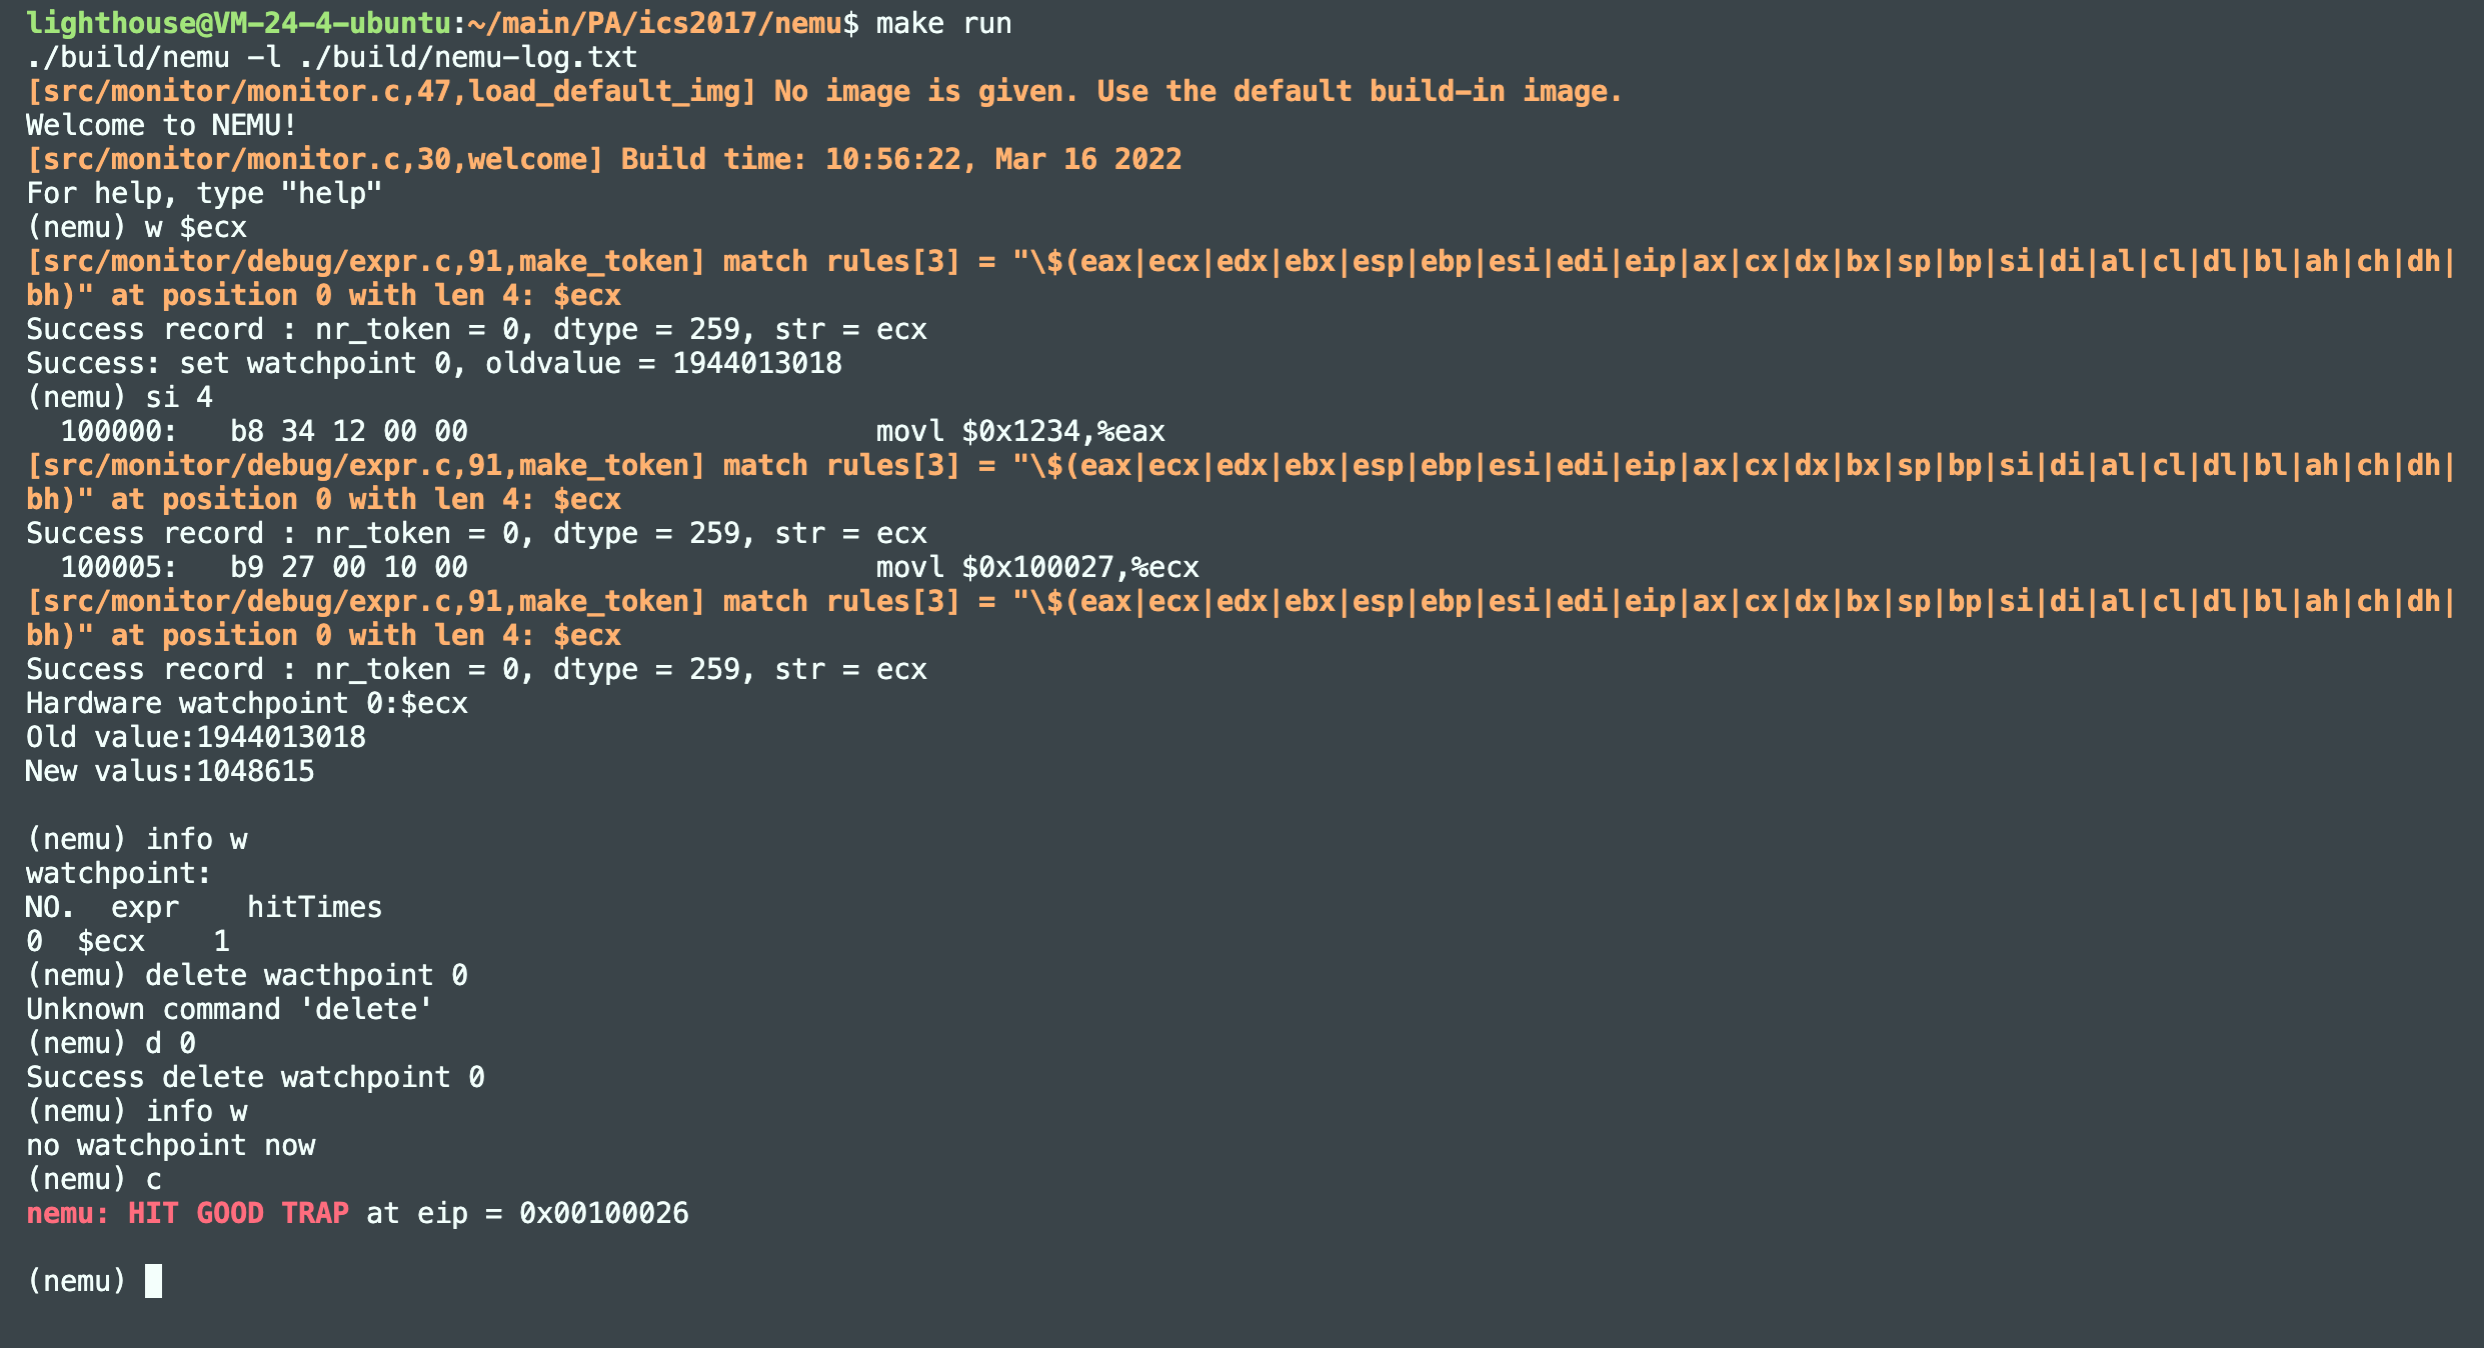 lighthouse@VM-24-4-ubuntu:~/main/PA/ics2017/nemu$ make run
./build/nemu -l ./build/nemu-log.txt
[src/monitor/monitor.c,47,load_default_img] No image is given. Use the default build-in image.
Welcome to NEMU!
[src/monitor/monitor.c,30,welcome] Build time: 10:56:22, Mar 16 2022
For help, type "help"
(nemu) w $ecx
[src/monitor/debug/expr.c,91,make_token] match rules[3] = "\$(eax|ecx|edx|ebx|esp|ebp|esi|edi|eip|ax|cx|dx|bx|sp|bp|si|di|al|cl|dl|bl|ah|ch|dh|
bh)" at position 0 with len 4: $ecx
Success record : nr_token = 0, dtype = 259, str = ecx
Success: set watchpoint 0, oldvalue = 1944013018
(nemu) si 4
  100000:   b8 34 12 00 00                        movl $0x1234,%eax
[src/monitor/debug/expr.c,91,make_token] match rules[3] = "\$(eax|ecx|edx|ebx|esp|ebp|esi|edi|eip|ax|cx|dx|bx|sp|bp|si|di|al|cl|dl|bl|ah|ch|dh|
bh)" at position 0 with len 4: $ecx
Success record : nr_token = 0, dtype = 259, str = ecx
  100005:   b9 27 00 10 00                        movl $0x100027,%ecx
[src/monitor/debug/expr.c,91,make_token] match rules[3] = "\$(eax|ecx|edx|ebx|esp|ebp|esi|edi|eip|ax|cx|dx|bx|sp|bp|si|di|al|cl|dl|bl|ah|ch|dh|
bh)" at position 0 with len 4: $ecx
Success record : nr_token = 0, dtype = 259, str = ecx
Hardware watchpoint 0:$ecx
Old value:1944013018
New valus:1048615

(nemu) info w
watchpoint:
NO.  expr    hitTimes
0  $ecx    1
(nemu) delete wacthpoint 0
Unknown command 'delete'
(nemu) d 0
Success delete watchpoint 0
(nemu) info w
no watchpoint now
(nemu) c
nemu: HIT GOOD TRAP at eip = 0x00100026

(nemu)